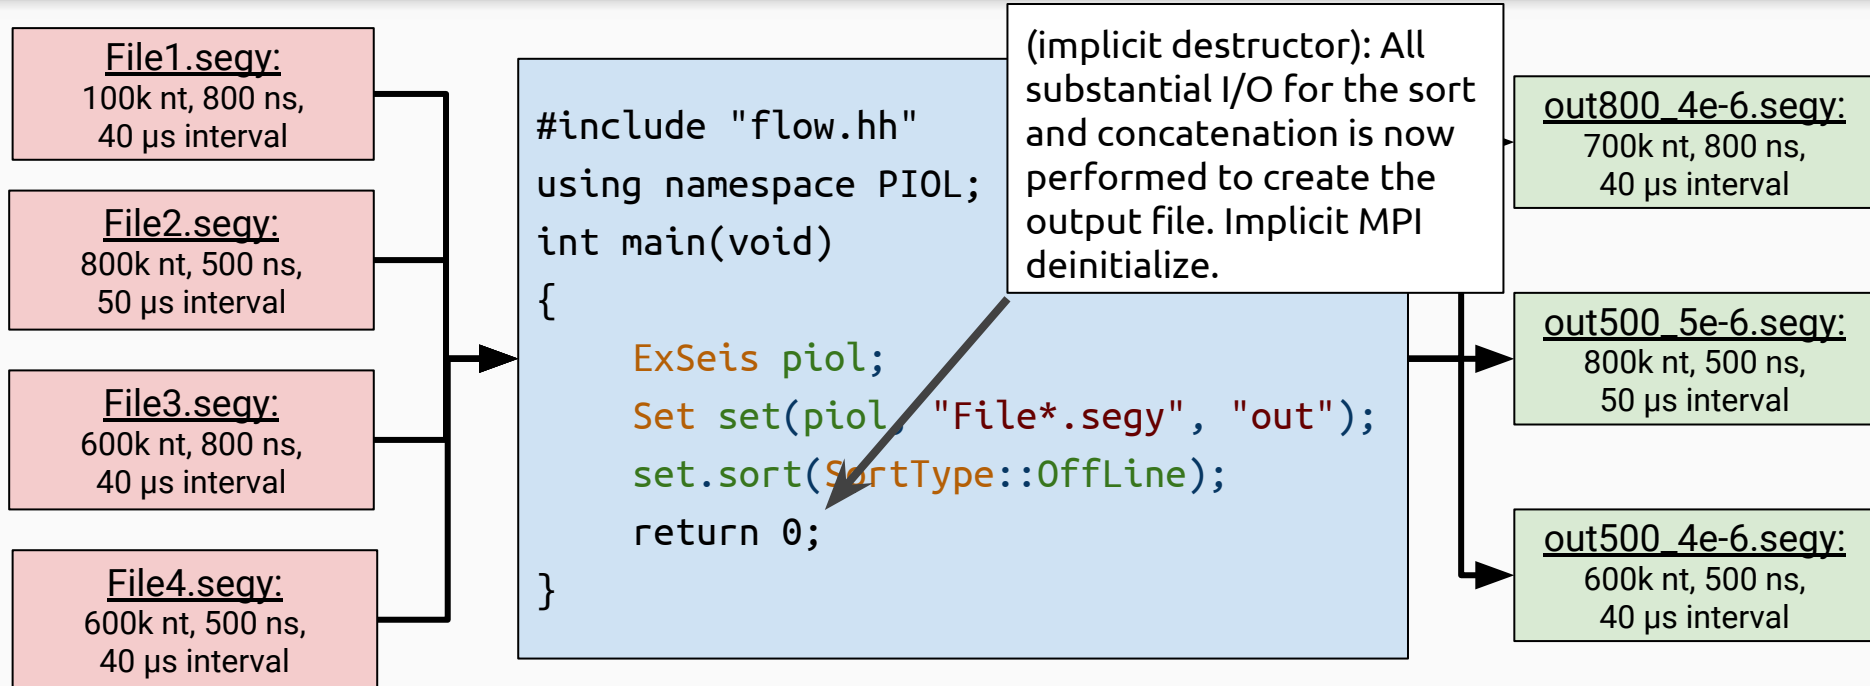 File1.segy:
100k nt, 800 ns,
40 µs interval
File2.segy:
800k nt, 500 ns,
50 µs interval
File3.segy:
600k nt, 800 ns,
40 µs interval
File4.segy:
600k nt, 500 ns,
40 µs interval
#include "flow.hh"
using namespace PIOL;
int main(void)
{
ExSeis piol;
Set set(piol, "File*.segy", "out");
set.sort(SortType::OffLine);
return 0;
}
(implicit destructor): All
substantial I/O for the sort
and concatenation is now
performed to create the
output file. Implicit MPI
deinitialize.
out800_4e-6.segy:
700k nt, 800 ns,
40 µs interval
out500_5e-6.segy:
800k nt, 500 ns,
50 µs interval
out500_4e-6.segy:
600k nt, 500 ns,
40 µs interval